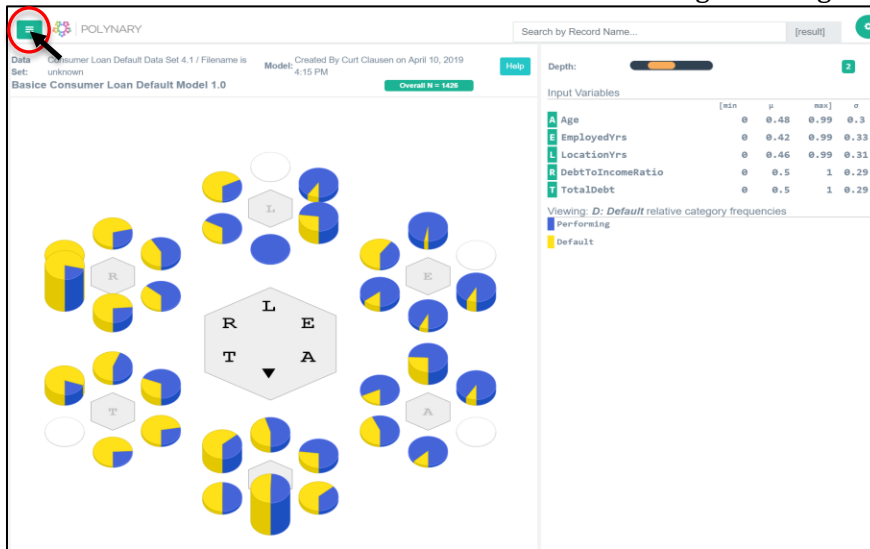 POLYNARY
Search by Record Name...
[result]
Data Set: Consumer Loan Default Data Set 4.1 / Filename is unknown
Model: Created By Curt Clausen on April 10, 2019 4:15 PM
Help
Basice Consumer Loan Default Model 1.0
Overall N = 1426
Depth:
2
Input Variables
[min μ max] σ
A Age 0 0.48 0.99 0.3
E EmployedYrs 0 0.42 0.99 0.33
L LocationYrs 0 0.46 0.99 0.31
R DebtToIncomeRatio 0 0.5 1 0.29
T TotalDebt 0 0.5 1 0.29
Viewing: D: Default relative category frequencies
Performing
Default
L
R
E
L
R E
T A
T
A